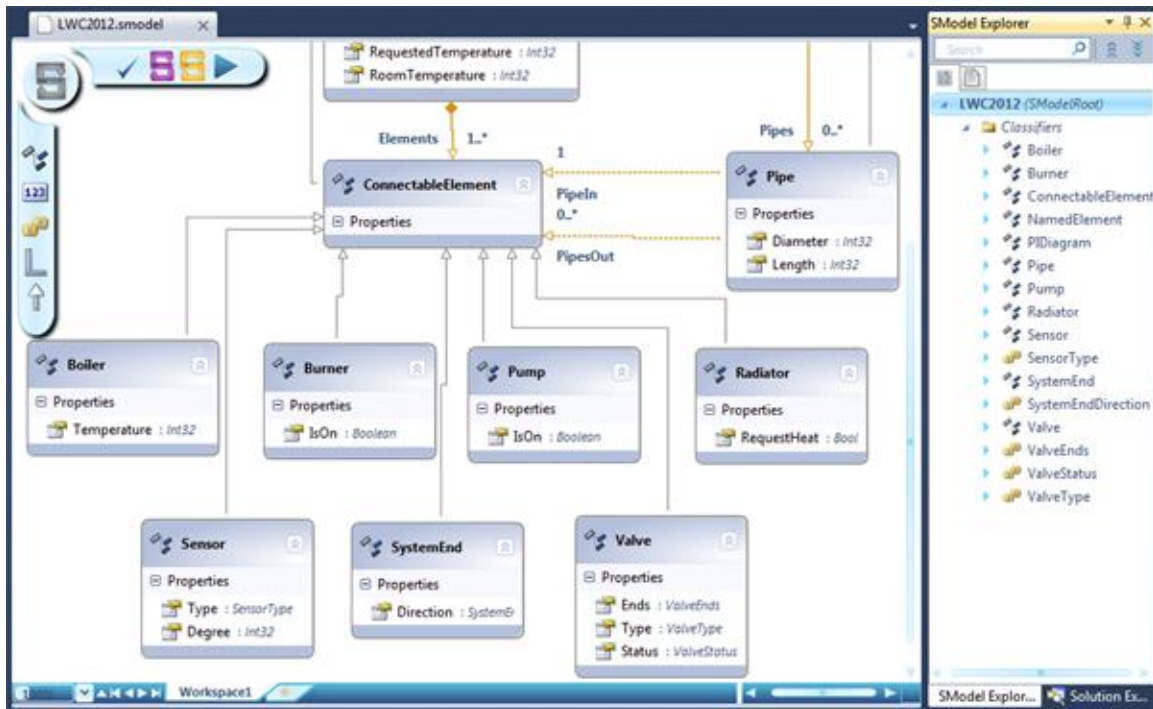 LWC2012.smodel
RequestedTemperature : Int32
RoomTemperature : Int32
Elements 1..*
Pipes 0..*
ConnectableElement
Properties
1
PipeIn
0..*
PipesOut
Pipe
Properties
Diameter : Int32
Length : Int32
123
Boiler
Properties
Temperature : Int32
Burner
Properties
IsOn : Boolean
Pump
Properties
IsOn : Boolean
Radiator
Properties
RequestHeat : Bool
Sensor
Properties
Type : SensorType
Degree : Int32
SystemEnd
Properties
Direction : SystemEr
Valve
Properties
Ends : ValveEnds
Type : ValveType
Status : ValveStatus
Workspace1
SModel Explorer
Search
LWC2012 (SModelRoot)
Classifiers
Boiler
Burner
ConnectableElement
NamedElement
PIDiagram
Pipe
Pump
Radiator
Sensor
SensorType
SystemEnd
SystemEndDirection
Valve
ValveEnds
ValveStatus
ValveType
SModel Explor...
Solution Ex...